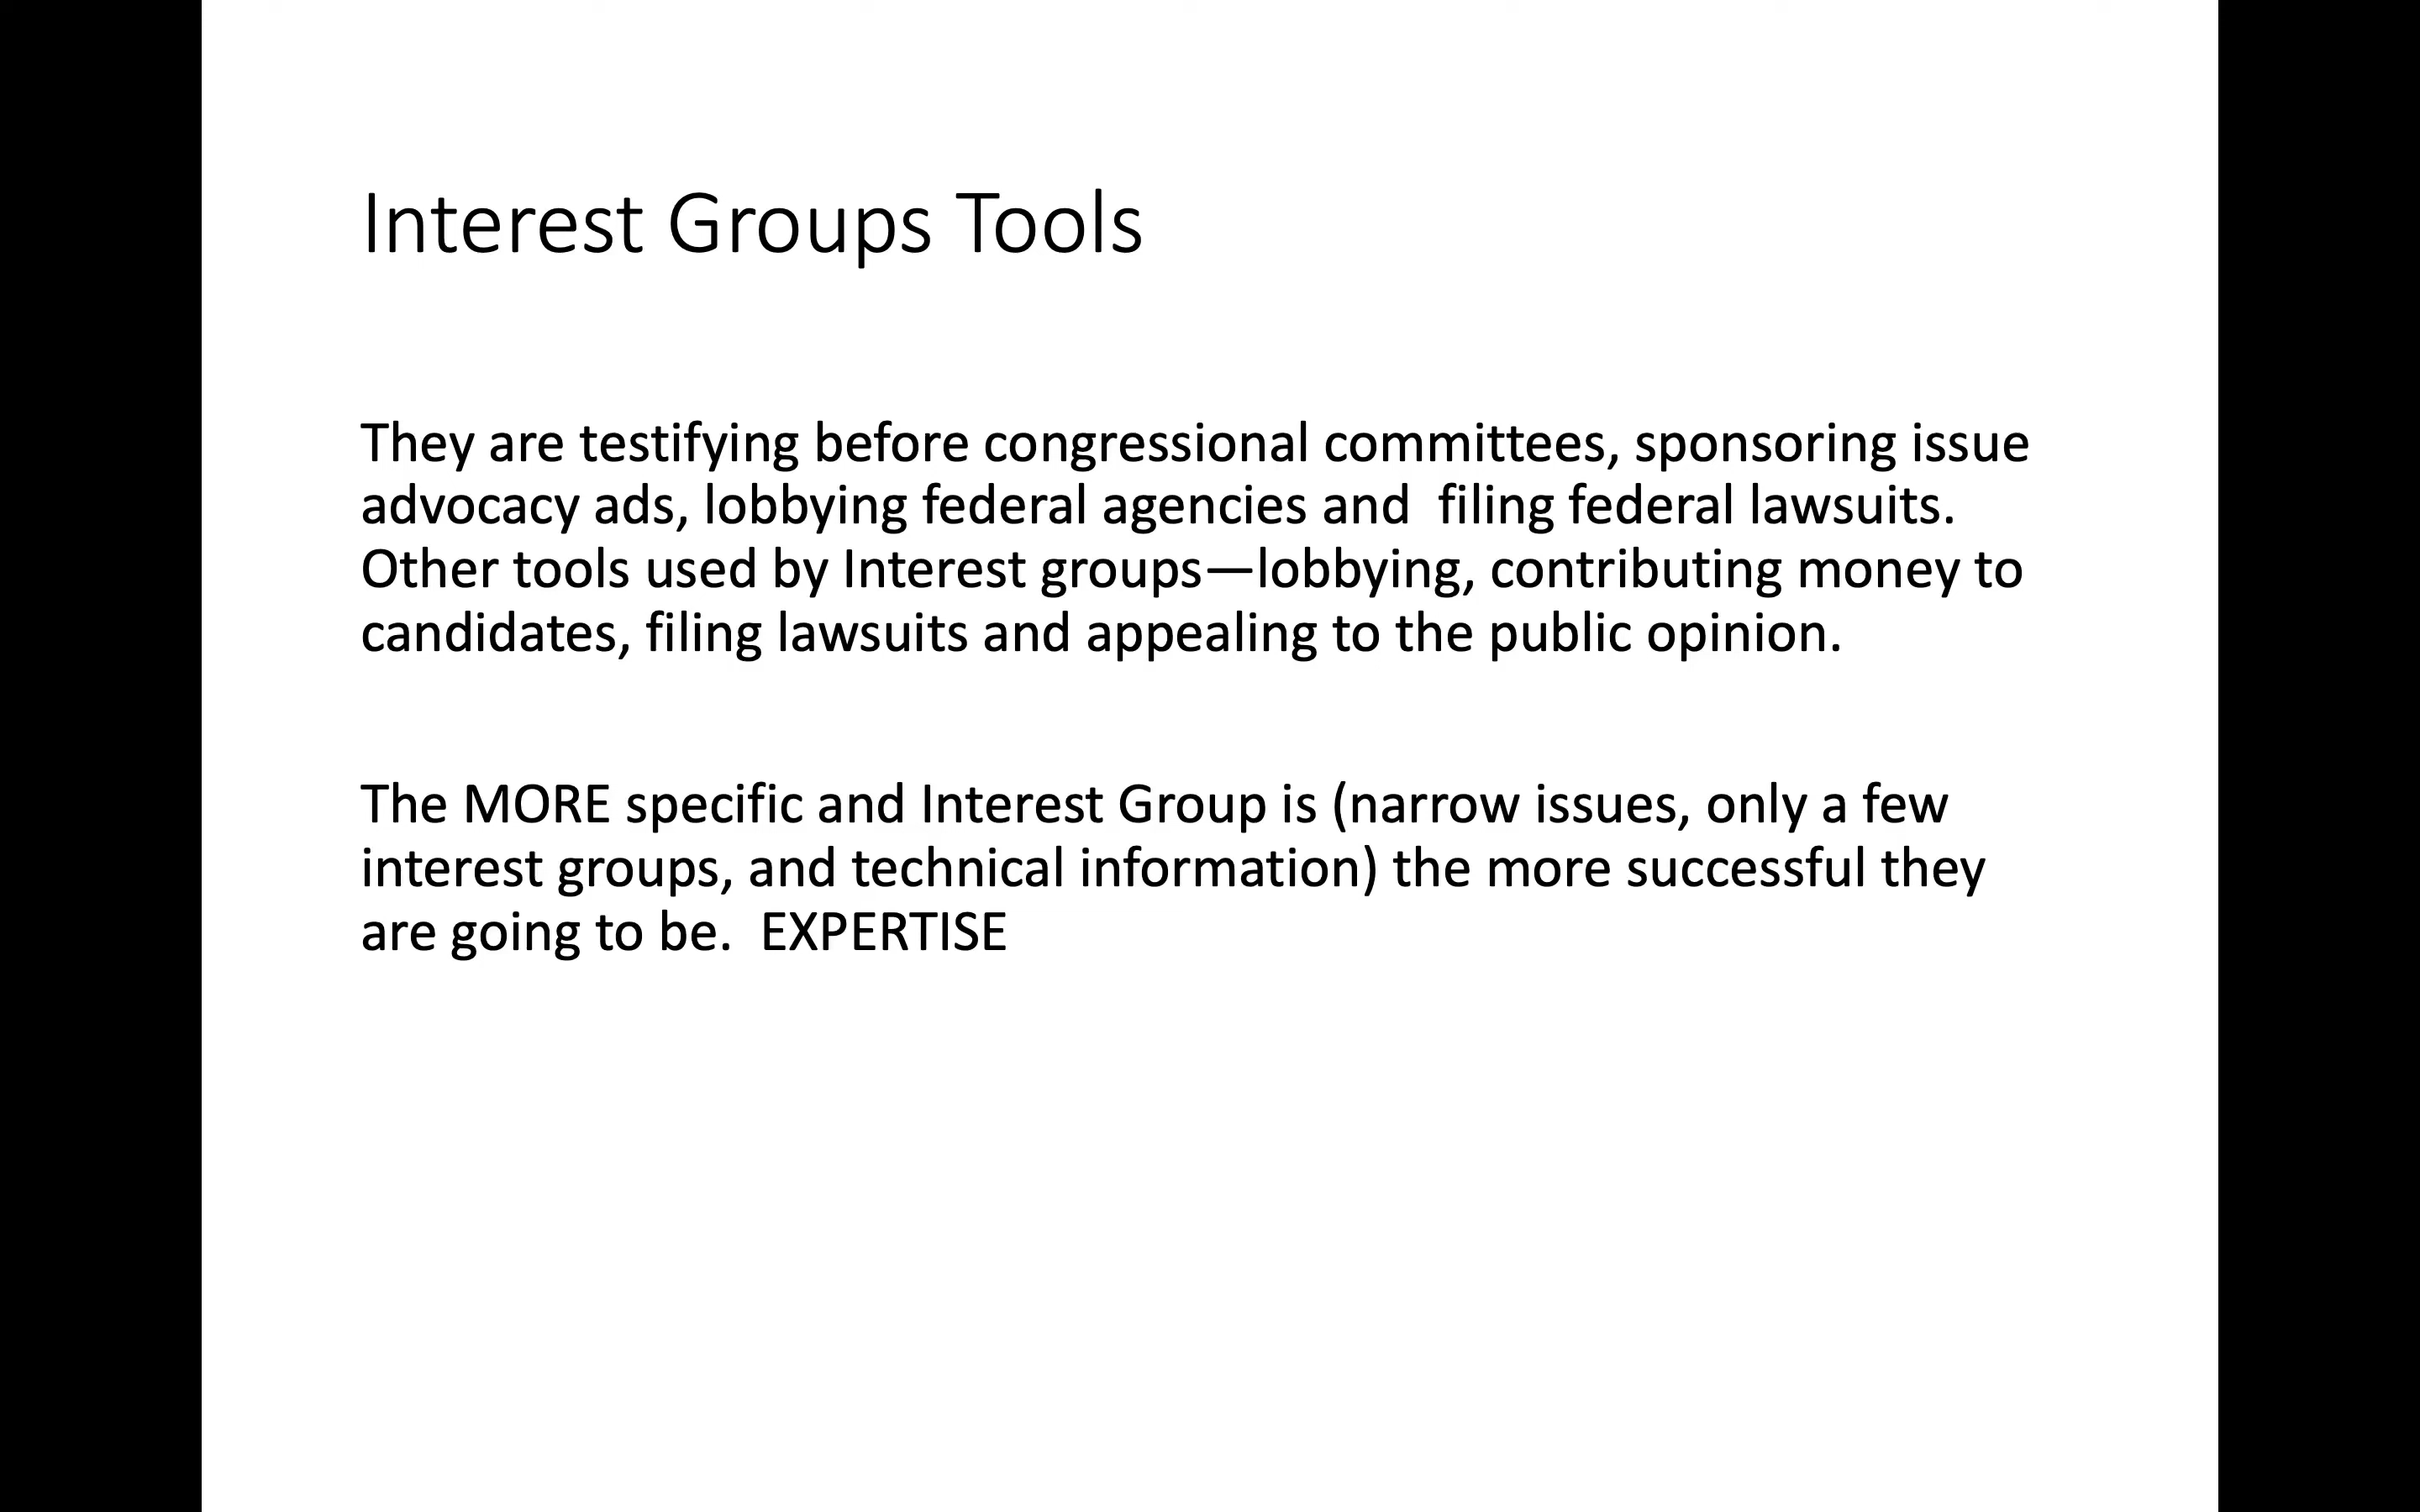 Interest Groups Tools
They are testifying before congressional committees, sponsoring issue
advocacy ads, lobbying federal agencies and  filing federal lawsuits.
Other tools used by Interest groups—lobbying, contributing money to
candidates, filing lawsuits and appealing to the public opinion.
The MORE specific and Interest Group is (narrow issues, only a few
interest groups, and technical information) the more successful they
are going to be.  EXPERTISE